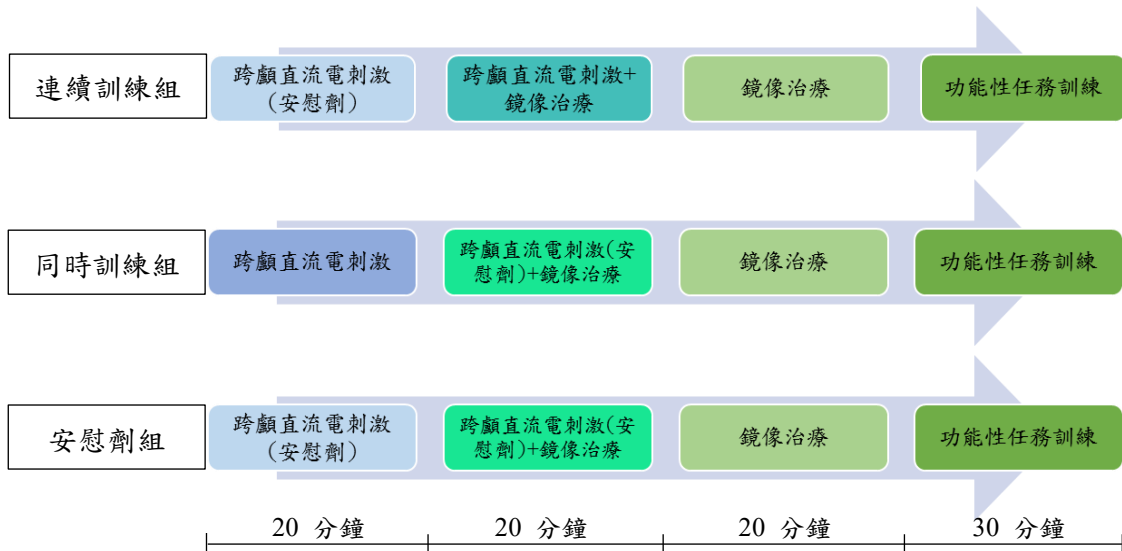 連續訓練組
跨顱直流電刺激
(安慰劑)
跨顱直流電刺激+
鏡像治療
鏡像治療
功能性任務訓練
同時訓練組
跨顱直流電刺激
跨顱直流電刺激(安
慰劑)+鏡像治療
鏡像治療
功能性任務訓練
安慰劑組
跨顱直流電刺激
(安慰劑)
跨顱直流電刺激(安
慰劑)+鏡像治療
鏡像治療
功能性任務訓練
20 分鐘
20 分鐘
20 分鐘
30 分鐘